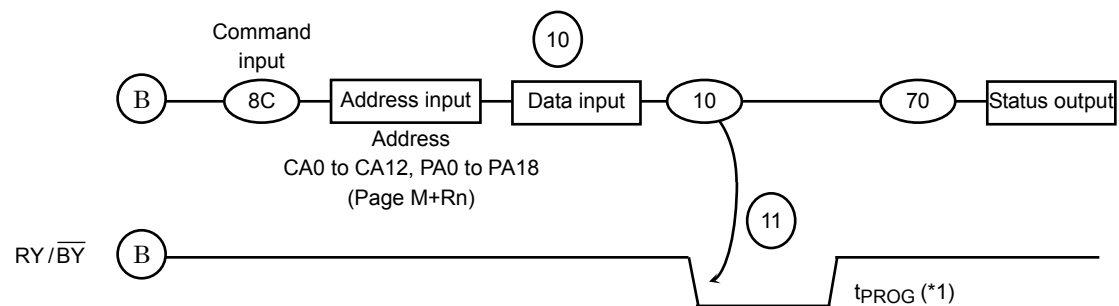 Command
input
10
B 8C Address input Data input 10 70 Status output
Address
CA0 to CA12, PA0 to PA18
(Page M+Rn)
11
RY/BY B
tPROG (*1)